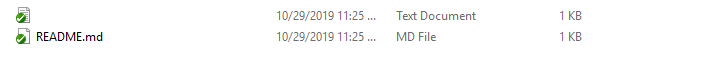 10/29/2019 11:25 ... Text Document 1 KB
README.md 10/29/2019 11:25 ... MD File 1 KB